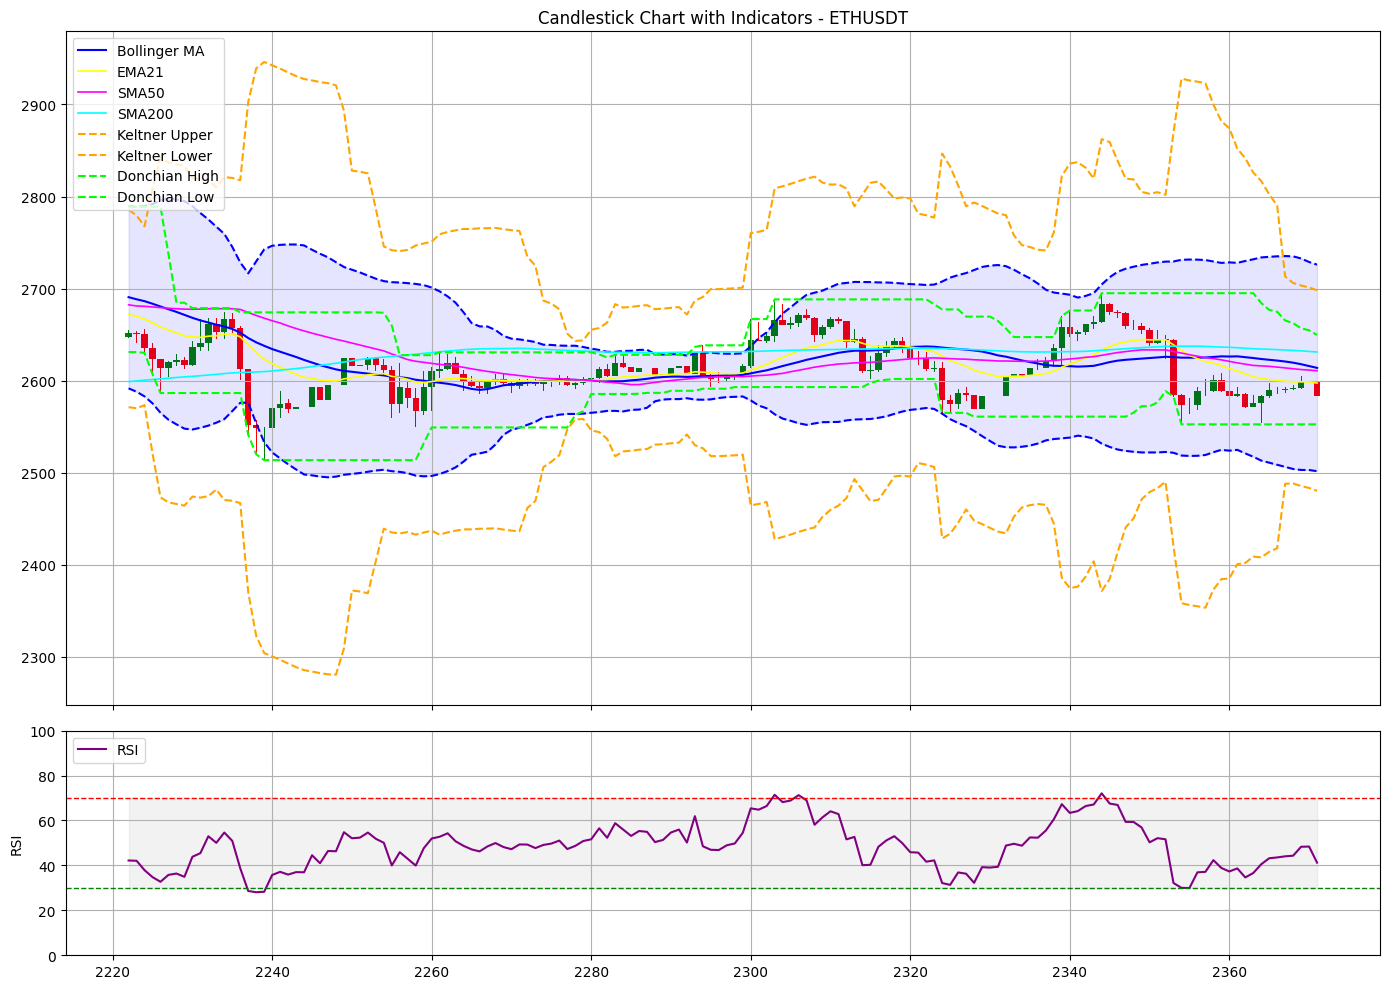 Candlestick Chart with Indicators - ETHUSDT
Bollinger MA
EMA21
SMA50
SMA200
Keltner Upper
Keltner Lower
Donchian High
Donchian Low
2900
2800
2700
2600
2500
2400
2300
RSI
100
80
60
40
20
0
RSI
2220 2240 2260 2280 2300 2320 2340 2360